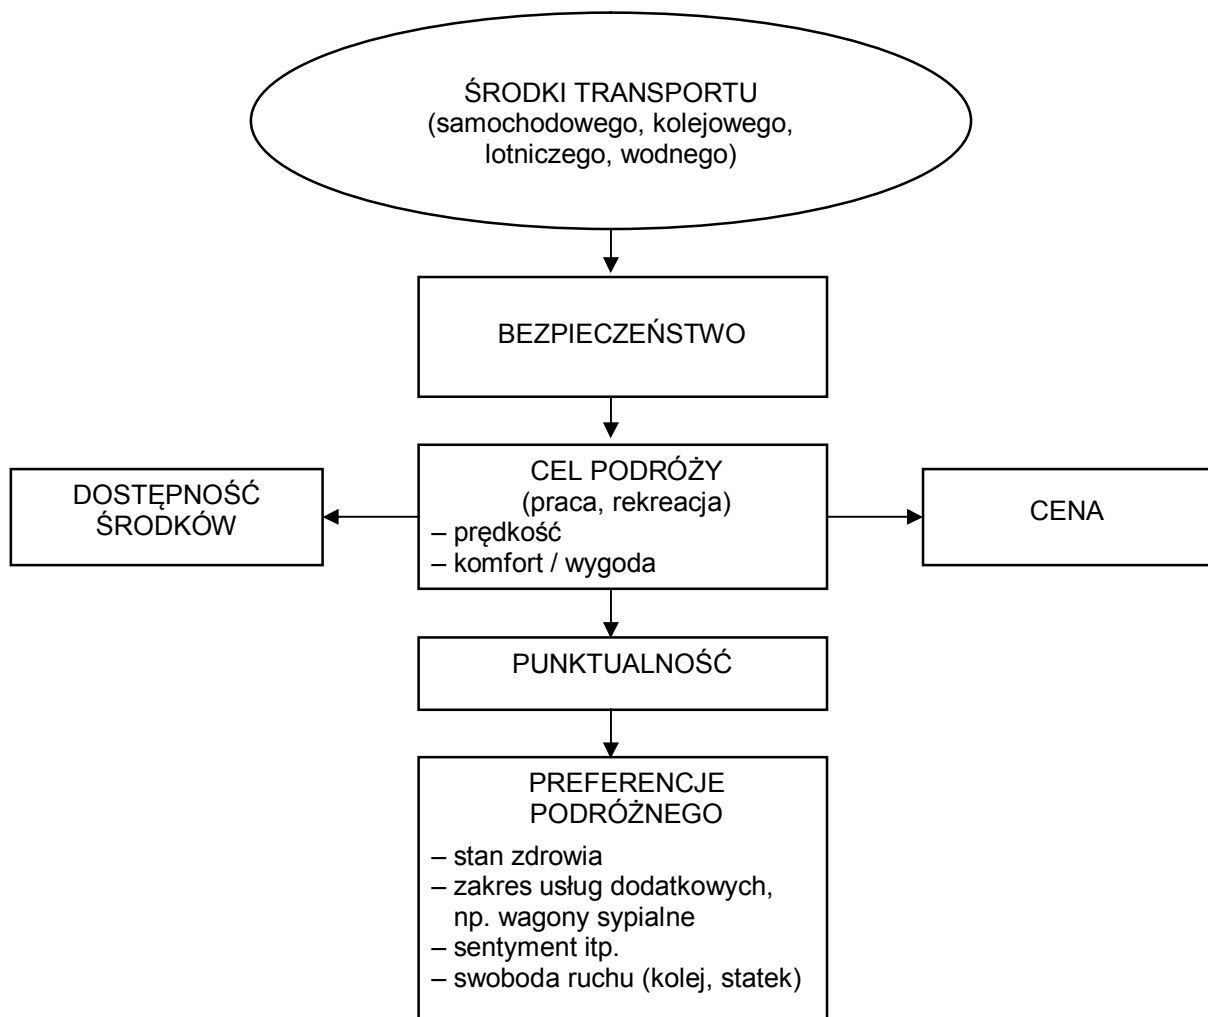 ŚRODKI TRANSPORTU
(samochodowego, kolejowego,
lotniczego, wodnego)
BEZPIECZEŃSTWO
DOSTĘPNOŚĆ
ŚRODKÓW
CEL PODRÓŻY
(praca, rekreacja)
– prędkość
– komfort / wygoda
CENA
PUNKTUALNOŚĆ
PREFERENCJE
PODRÓŻNEGO
– stan zdrowia
– zakres usług dodatkowych,
np. wagony sypialne
– sentyment itp.
– swoboda ruchu (kolej, statek)